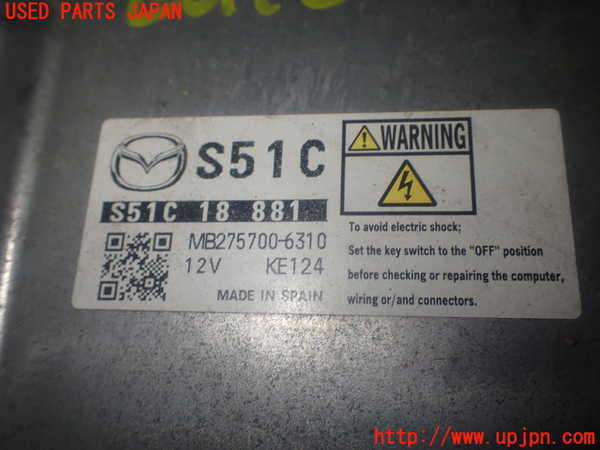 USED PARTS JAPAN
S51C
S51C 18 881
MB275700-6310
12V KE124
MADE IN SPAIN
WARNING
To avoid electric shock;
Set the key switch to the "OFF" position
before checking or repairing the computer,
wiring or/and connectors.
(C) http://www.upjpn.com/